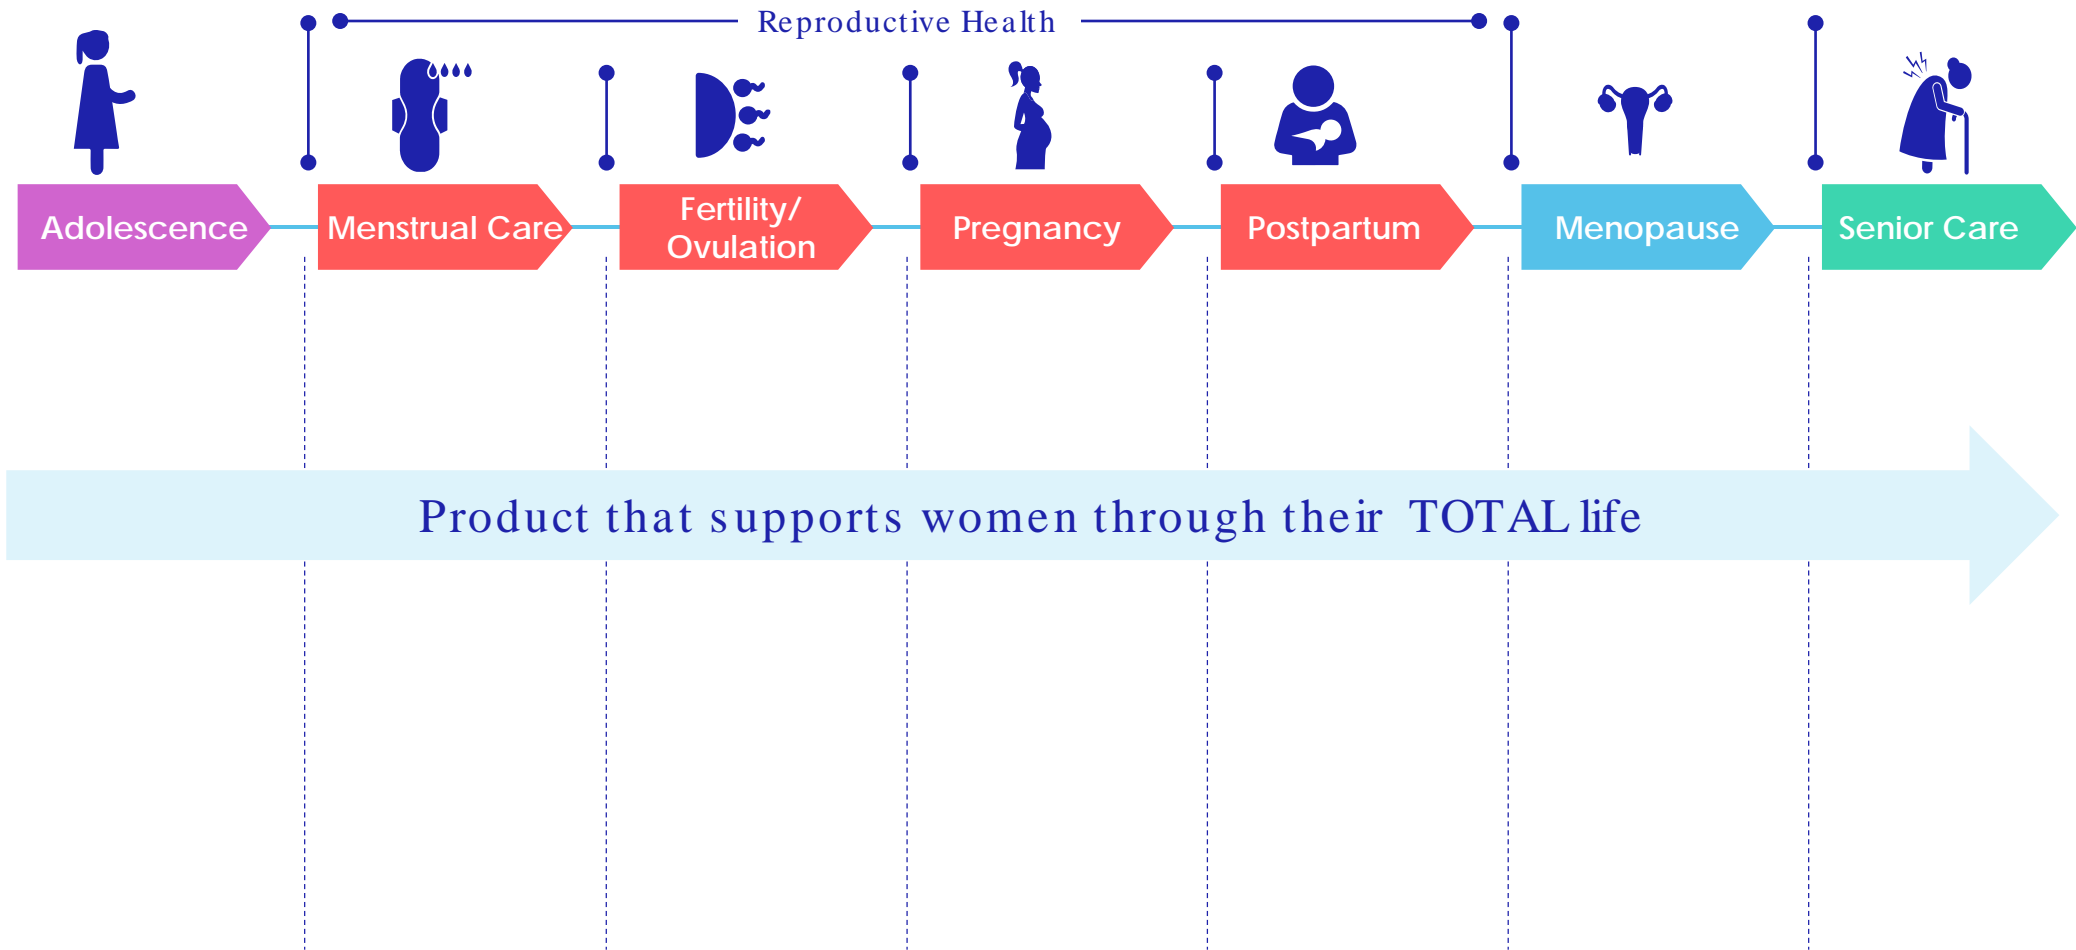 Reproductive Health
Adolescence
Menstrual Care
Fertility/
Ovulation
Pregnancy
Postpartum
Menopause
Senior Care
Product that supports women through their TOTAL life